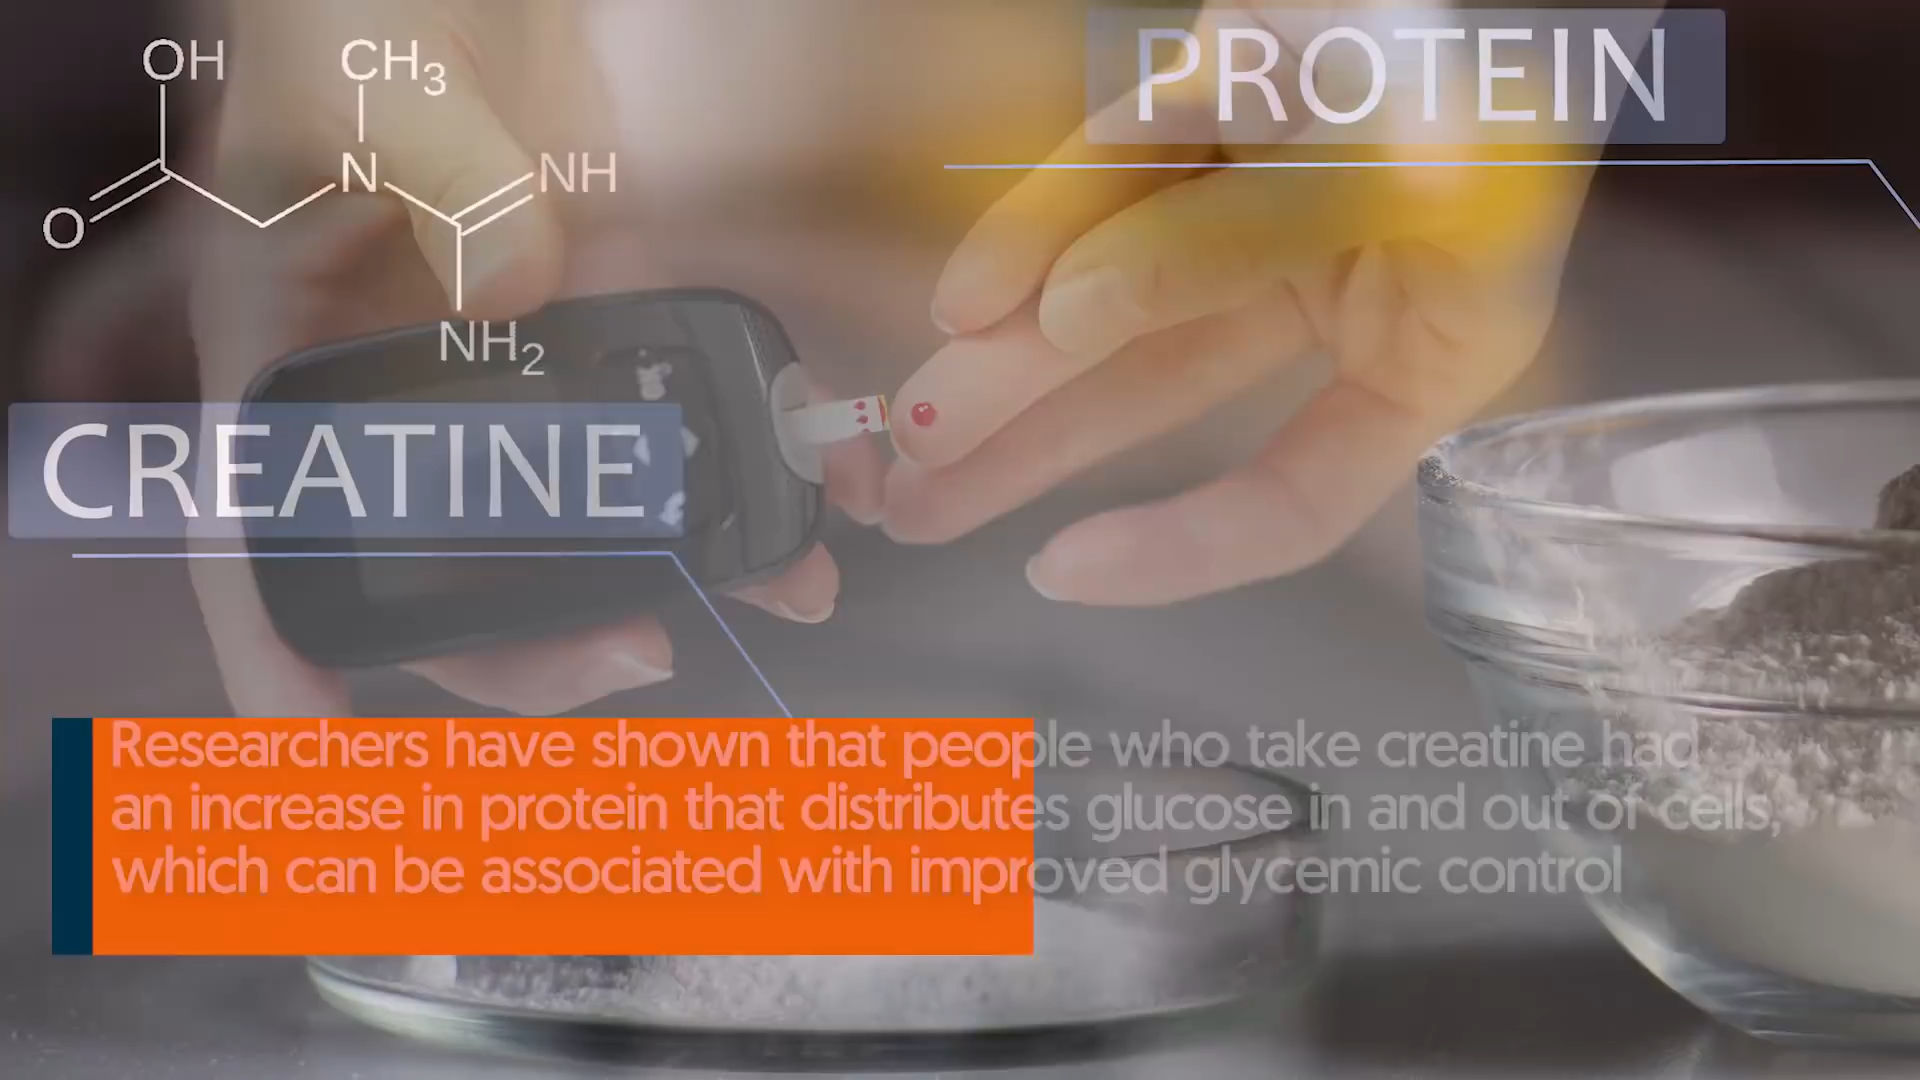 OH
CH3
N
NH
O
NH2
PROTEIN
CREATINE
Researchers have shown that people who take creatine had
an increase in protein that distributes glucose in and out of cells,
which can be associated with improved glycemic control